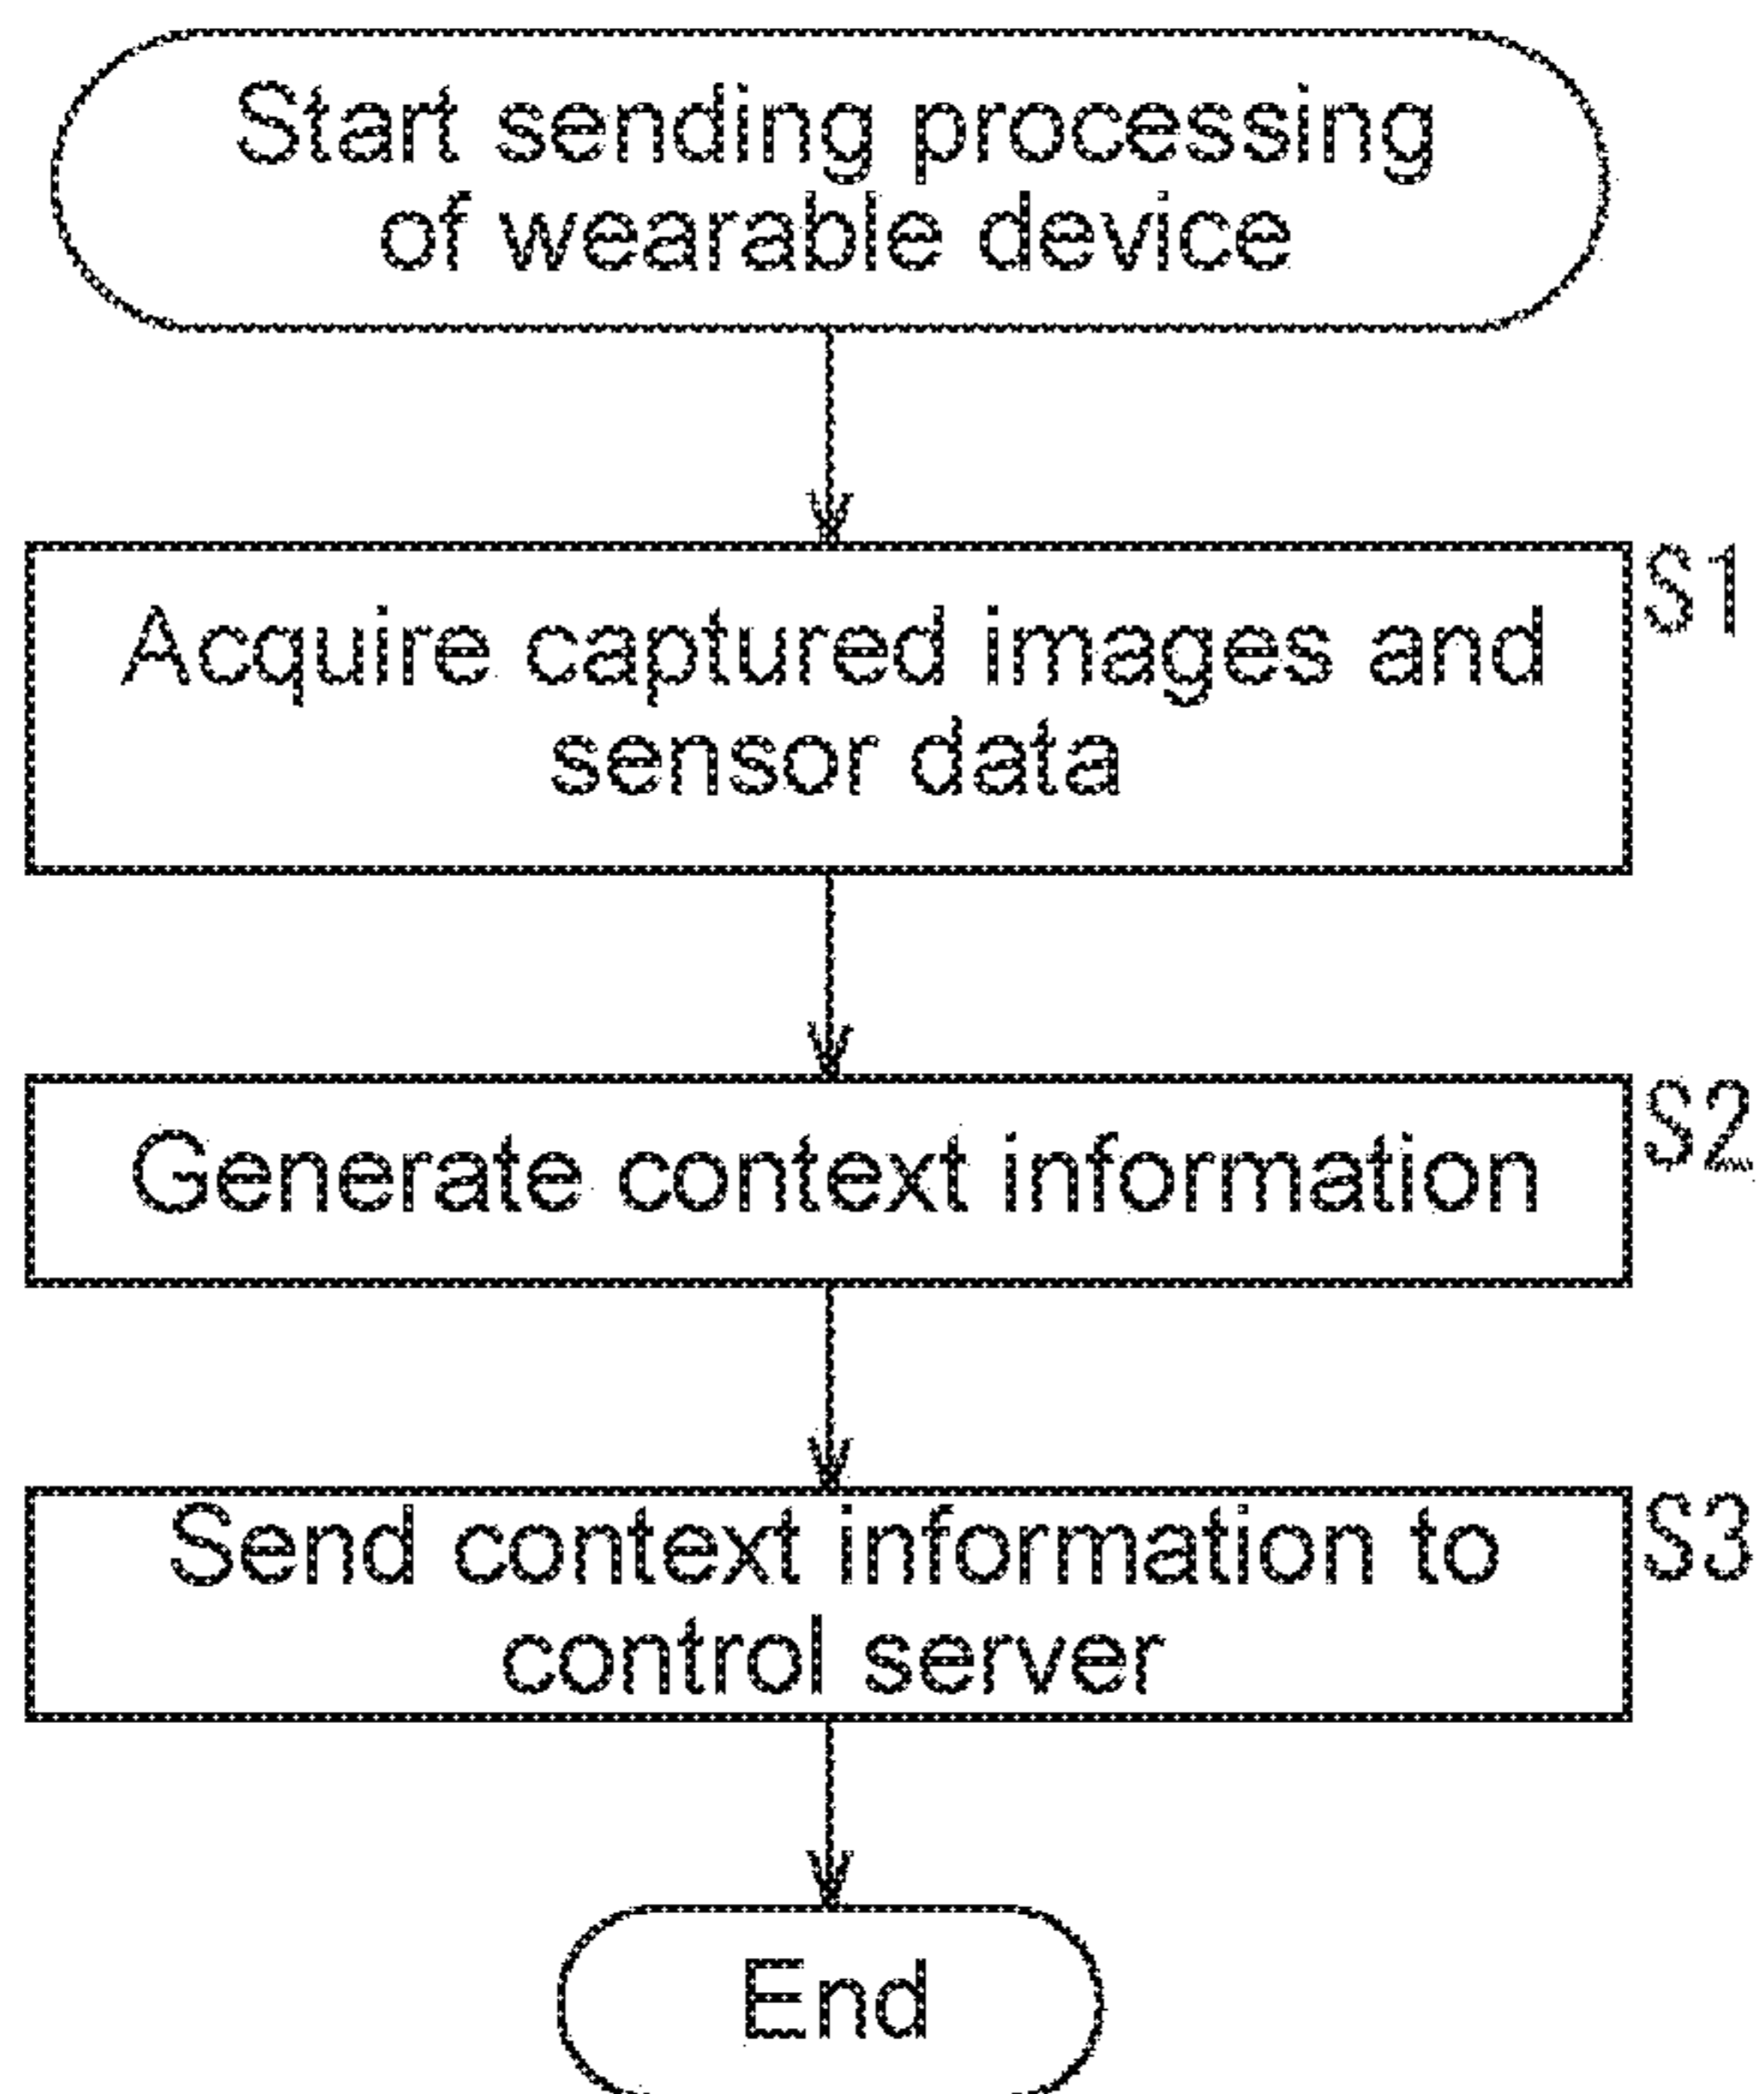 Start sending processing
of wearable device
S1
Acquire captured images and
sensor data
S2
Generate context information
S3
Send context information to
control server
End